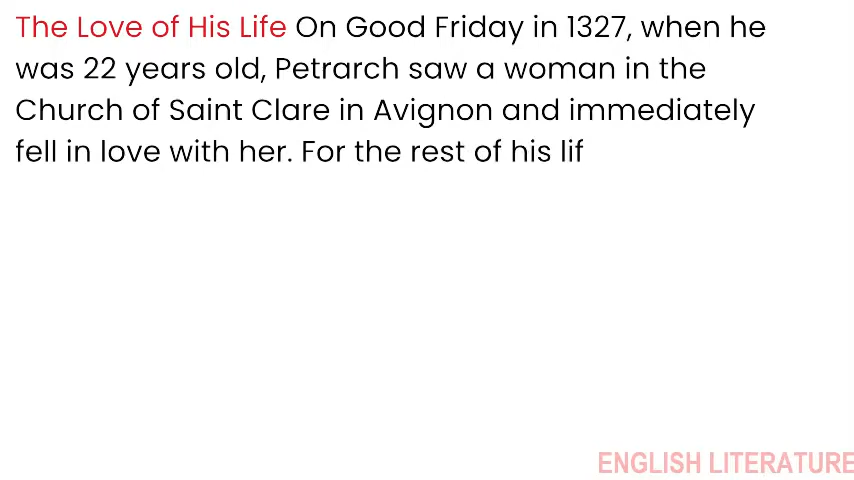 The Love of His Life On Good Friday in 1327, when he
was 22 years old, Petrarch saw a woman in the
Church of Saint Clare in Avignon and immediately
fell in love with her. For the rest of his lif
ENGLISH LITERATURE